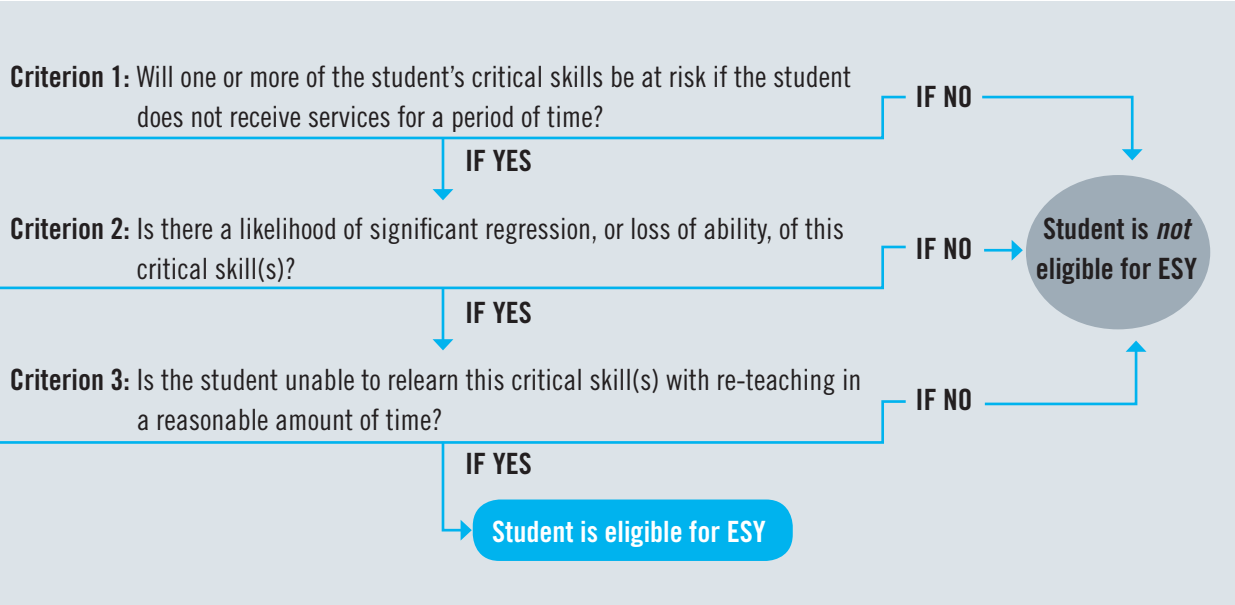 Criterion 1: Will one or more of the student's critical skills be at risk if the student
does not receive services for a period of time?
IF NO
IF YES
Criterion 2: Is there a likelihood of significant regression, or loss of ability, of this
critical skill(s)?
IF NO
Student is not
eligible for ESY
IF YES
Criterion 3: Is the student unable to relearn this critical skill(s) with re-teaching in
a reasonable amount of time?
IF NO
IF YES
Student is eligible for ESY